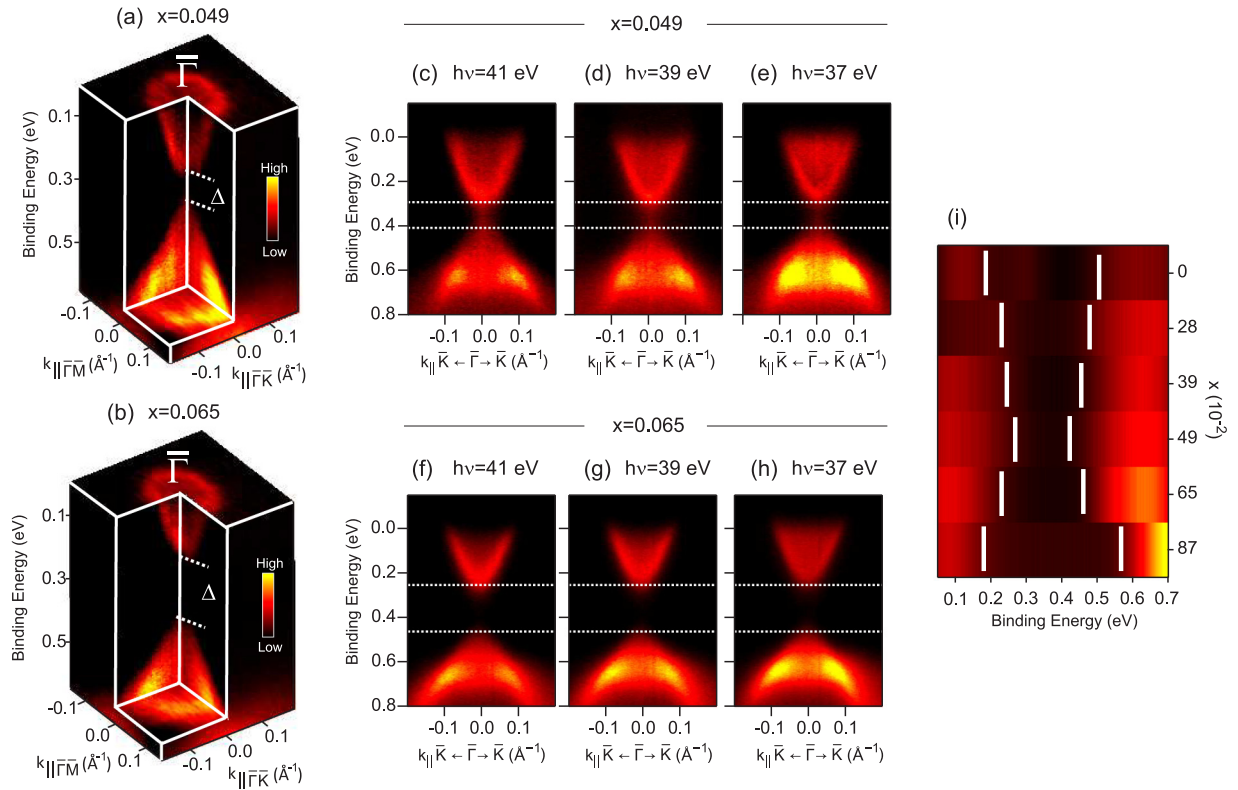 (a) x=0.049
Γ̅
0.1
0.3
0.5
Binding Energy (eV)
High
Low
Δ
-0.1
0.0
0.1
k||Γ̅M̅ (Å⁻¹)
-0.1
0.0
0.1
k||Γ̅K̅ (Å⁻¹)
(b) x=0.065
Γ̅
0.1
0.3
0.5
Binding Energy (eV)
High
Low
Δ
-0.1
0.0
0.1
k||Γ̅M̅ (Å⁻¹)
-0.1
0.0
0.1
k||Γ̅K̅ (Å⁻¹)
x=0.049
(c) hν=41 eV
(d) hν=39 eV
(e) hν=37 eV
Binding Energy (eV)
0.0
0.2
0.4
0.6
0.8
-0.1 0.0 0.1
-0.1 0.0 0.1
-0.1 0.0 0.1
k|| K̅ ← Γ̅ → K̅ (Å⁻¹)
k|| K̅ ← Γ̅ → K̅ (Å⁻¹)
k|| K̅ ← Γ̅ → K̅ (Å⁻¹)
x=0.065
(f) hν=41 eV
(g) hν=39 eV
(h) hν=37 eV
Binding Energy (eV)
0.0
0.2
0.4
0.6
0.8
-0.1 0.0 0.1
-0.1 0.0 0.1
-0.1 0.0 0.1
k|| K̅ ← Γ̅ → K̅ (Å⁻¹)
k|| K̅ ← Γ̅ → K̅ (Å⁻¹)
k|| K̅ ← Γ̅ → K̅ (Å⁻¹)
(i)
0
28
39
49
65
87
x (10⁻²)
0.1 0.2 0.3 0.4 0.5 0.6 0.7
Binding Energy (eV)